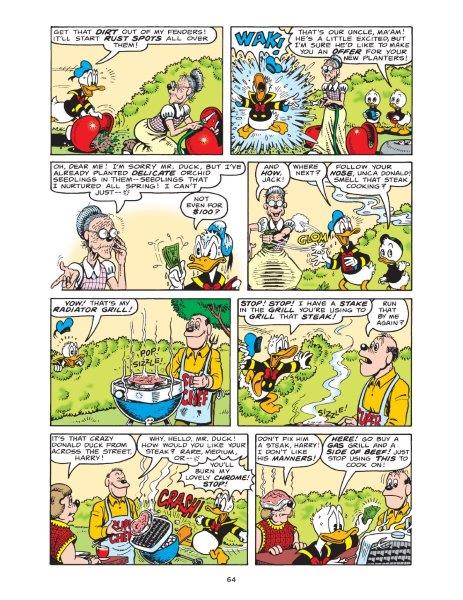 GET THAT DIRT OUT OF MY FENDERS!
IT'LL START RUST SPOTS ALL OVER
THEM!
WAK!
THAT'S OUR UNCLE, MA'AM!
HE'S A LITTLE EXCITED, BUT
I'M SURE HE'D LIKE TO MAKE
YOU AN OFFER FOR YOUR
NEW PLANTERS!
OH, DEAR ME! I'M SORRY MR. DUCK, BUT I'VE
ALREADY PLANTED DELICATE ORCHID
SEEDLINGS IN THEM--SEEDLINGS THAT
I NURTURED ALL SPRING! I CAN'T
JUST--
NOT
EVEN FOR
$100?
AND
HOW,
JACK!
WHERE
NEXT?
FOLLOW YOUR
NOSE, UNCA DONALD!
SMELL THAT STEAK
COOKING?
GLOM
YOW! THAT'S MY
RADIATOR GRILL!
POP!
SIZZLE!
CHEF
STOP! STOP! I HAVE A STAKE
IN THE GRILL YOU'RE USING TO
GRILL THAT STEAK!
RUN
THAT BY
ME AGAIN?
SIZZLE!
IT'S THAT CRAZY
DONALD DUCK FROM
ACROSS THE STREET,
HARRY!
WHY, HELLO, MR. DUCK!
HOW WOULD YOU LIKE YOUR
STEAK? RARE, MEDIUM,
OR--
YOU'LL
BURN MY
LOVELY CHROME!
STOP!
CRASH!
CHEF
DON'T FIX HIM
A STEAK, HARRY!
I DON'T LIKE
HIS MANNERS!
HERE! GO BUY A
GAS GRILL AND A
SIDE OF BEEF! JUST
STOP USING THIS TO
COOK ON!
64